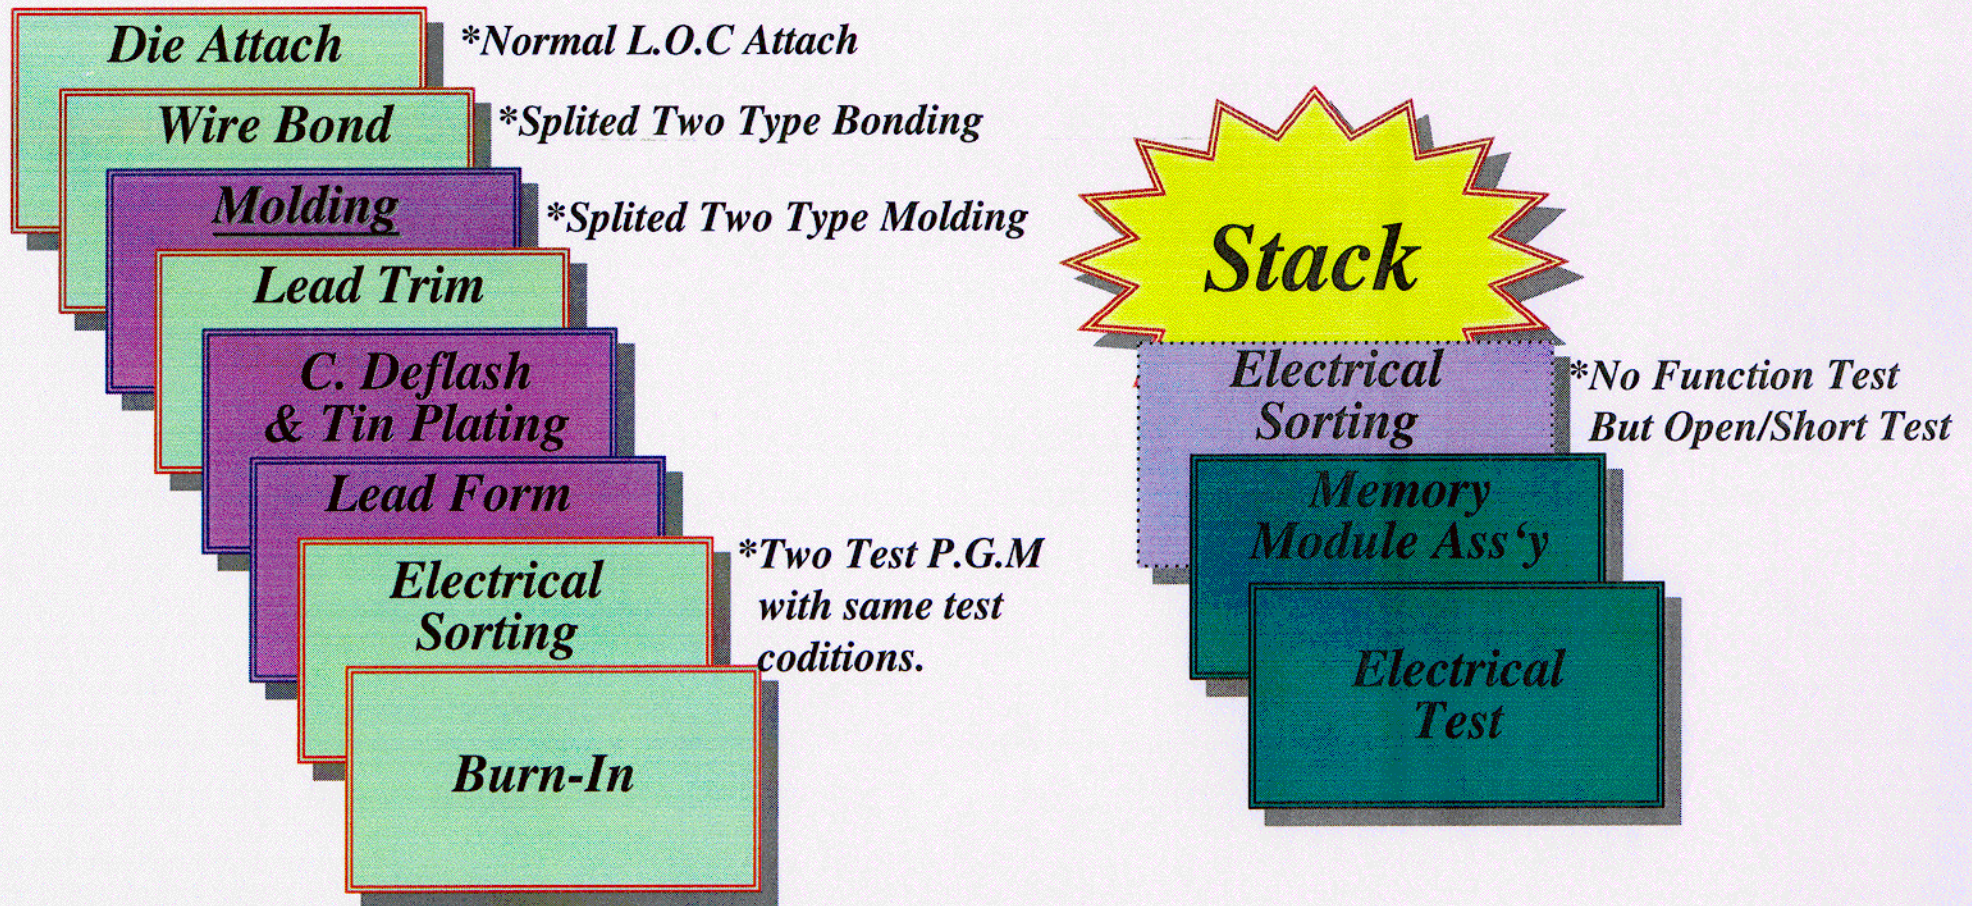 Die Attach
*Normal L.O.C Attach
Wire Bond
*Splited Two Type Bonding
Molding
*Splited Two Type Molding
Lead Trim
C. Deflash
& Tin Plating
Lead Form
Electrical
Sorting
*Two Test P.G.M
with same test
coditions.
Burn-In
Stack
Electrical
Sorting
*No Function Test
But Open/Short Test
Memory
Module Ass‘y
Electrical
Test